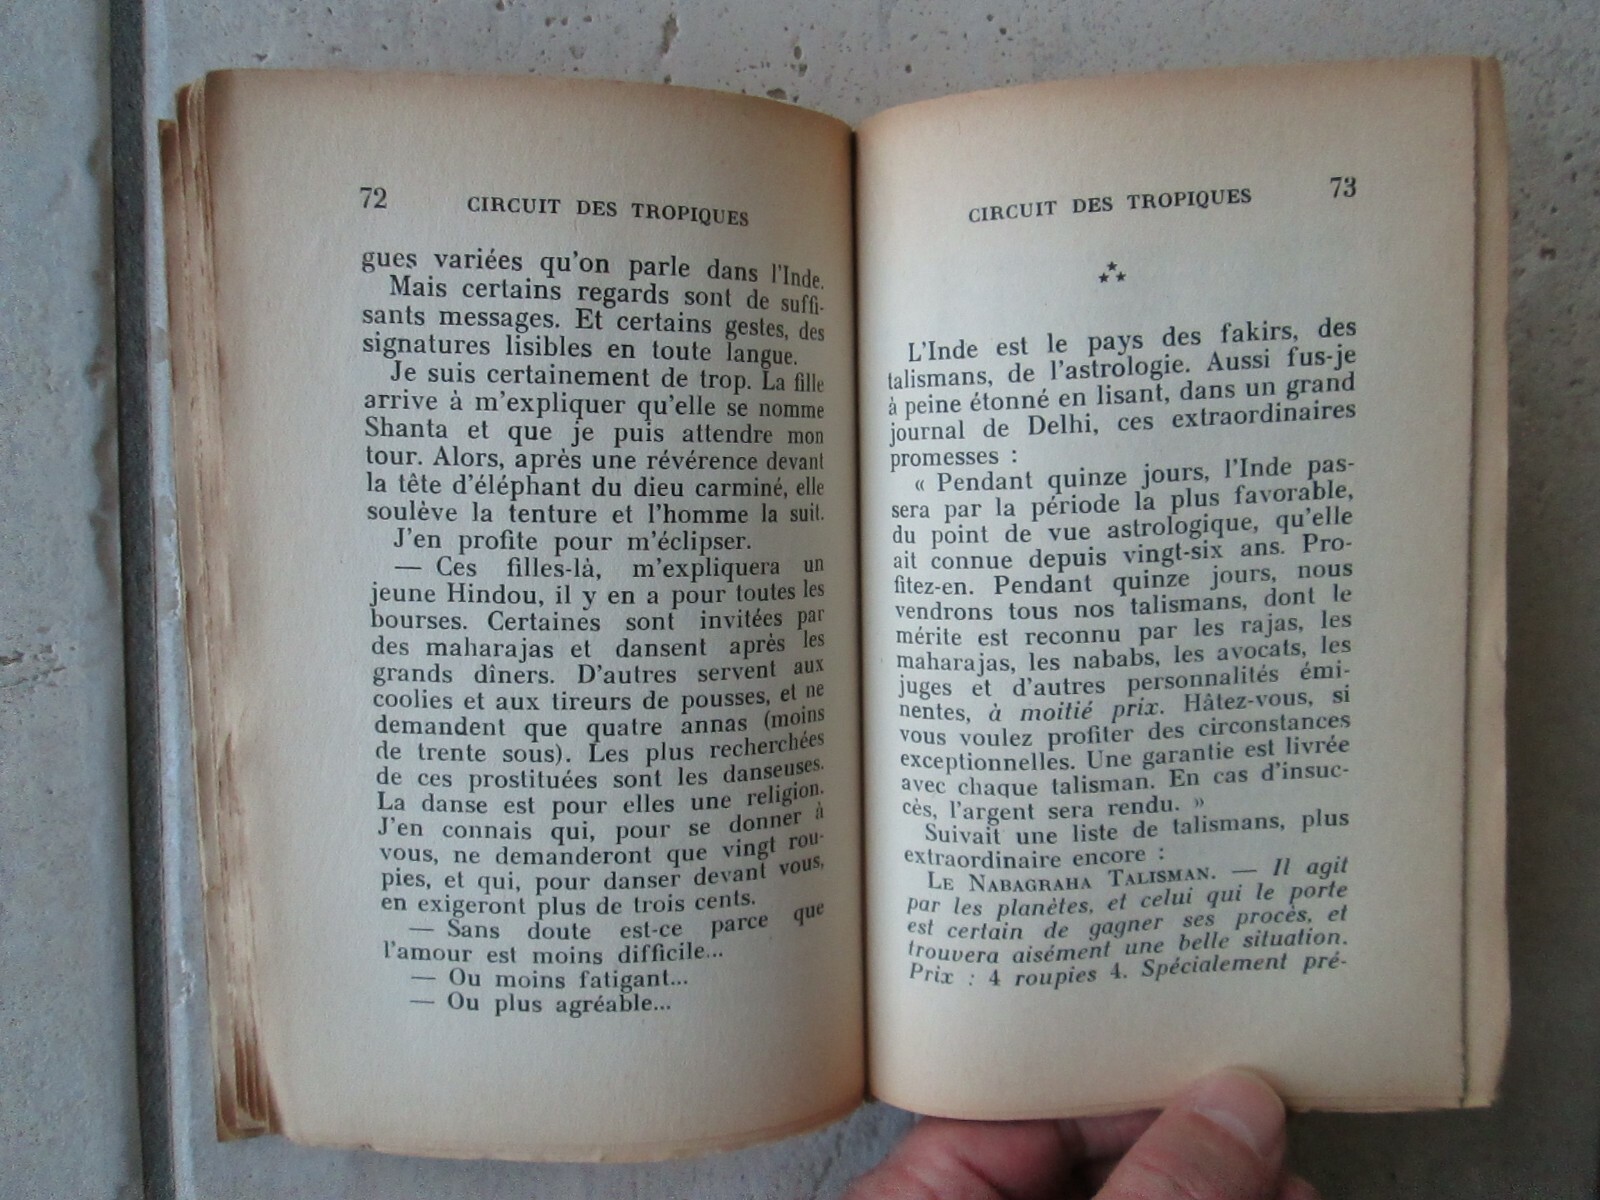 72 CIRCUIT DES TROPIQUES
gues variées qu'on parle dans l'Inde.
Mais certains regards sont de suffi-
sants messages. Et certains gestes, des
signatures lisibles en toute langue.
Je suis certainement de trop. La fille
arrive à m'expliquer qu'elle se nomme
Shanta et que je puis attendre mon
tour. Alors, après une révérence devant
la tête d'éléphant du dieu carminé, elle
soulève la tenture et l'homme la suit.
J'en profite pour m'éclipser.
— Ces filles-là, m'expliquera un
jeune Hindou, il y en a pour toutes les
bourses. Certaines sont invitées par
des maharajas et dansent après les
grands dîners. D'autres servent aux
coolies et aux tireurs de pousses, et ne
demandent que quatre annas (moins
de trente sous). Les plus recherchées
de ces prostituées sont les danseuses.
La danse est pour elles une religion.
J'en connais qui, pour se donner à
vous, ne demanderont que vingt rou-
pies, et qui, pour danser devant vous,
en exigeront plus de trois cents.
— Sans doute est-ce parce que
l'amour est moins difficile...
— Ou moins fatigant...
— Ou plus agréable...
CIRCUIT DES TROPIQUES 73
L'Inde est le pays des fakirs, des
talismans, de l'astrologie. Aussi fus-je
à peine étonné en lisant, dans un grand
journal de Delhi, ces extraordinaires
promesses :
« Pendant quinze jours, l'Inde pas-
sera par la période la plus favorable,
du point de vue astrologique, qu'elle
ait connue depuis vingt-six ans. Pro-
fitez-en. Pendant quinze jours, nous
vendrons tous nos talismans, dont le
mérite est reconnu par les rajas, les
maharajas, les nababs, les avocats, les
juges et d'autres personnalités émi-
nentes, à moitié prix. Hâtez-vous, si
vous voulez profiter des circonstances
exceptionnelles. Une garantie est livrée
avec chaque talisman. En cas d'insuc-
cès, l'argent sera rendu. »
Suivait une liste de talismans, plus
extraordinaire encore :
LE NABAGRAHA TALISMAN. — Il agit
par les planètes, et celui qui le porte
est certain de gagner ses procès, et
trouvera aisément une belle situation.
Prix : 4 roupies 4. Spécialement pré-